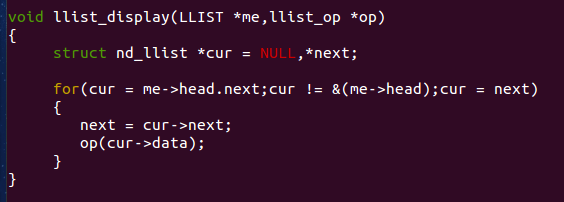 void llist_display(LLIST *me,llist_op *op)
{
struct nd_llist *cur = NULL,*next;
for(cur = me->head.next;cur != &(me->head);cur = next)
{
next = cur->next;
op(cur->data);
}
}